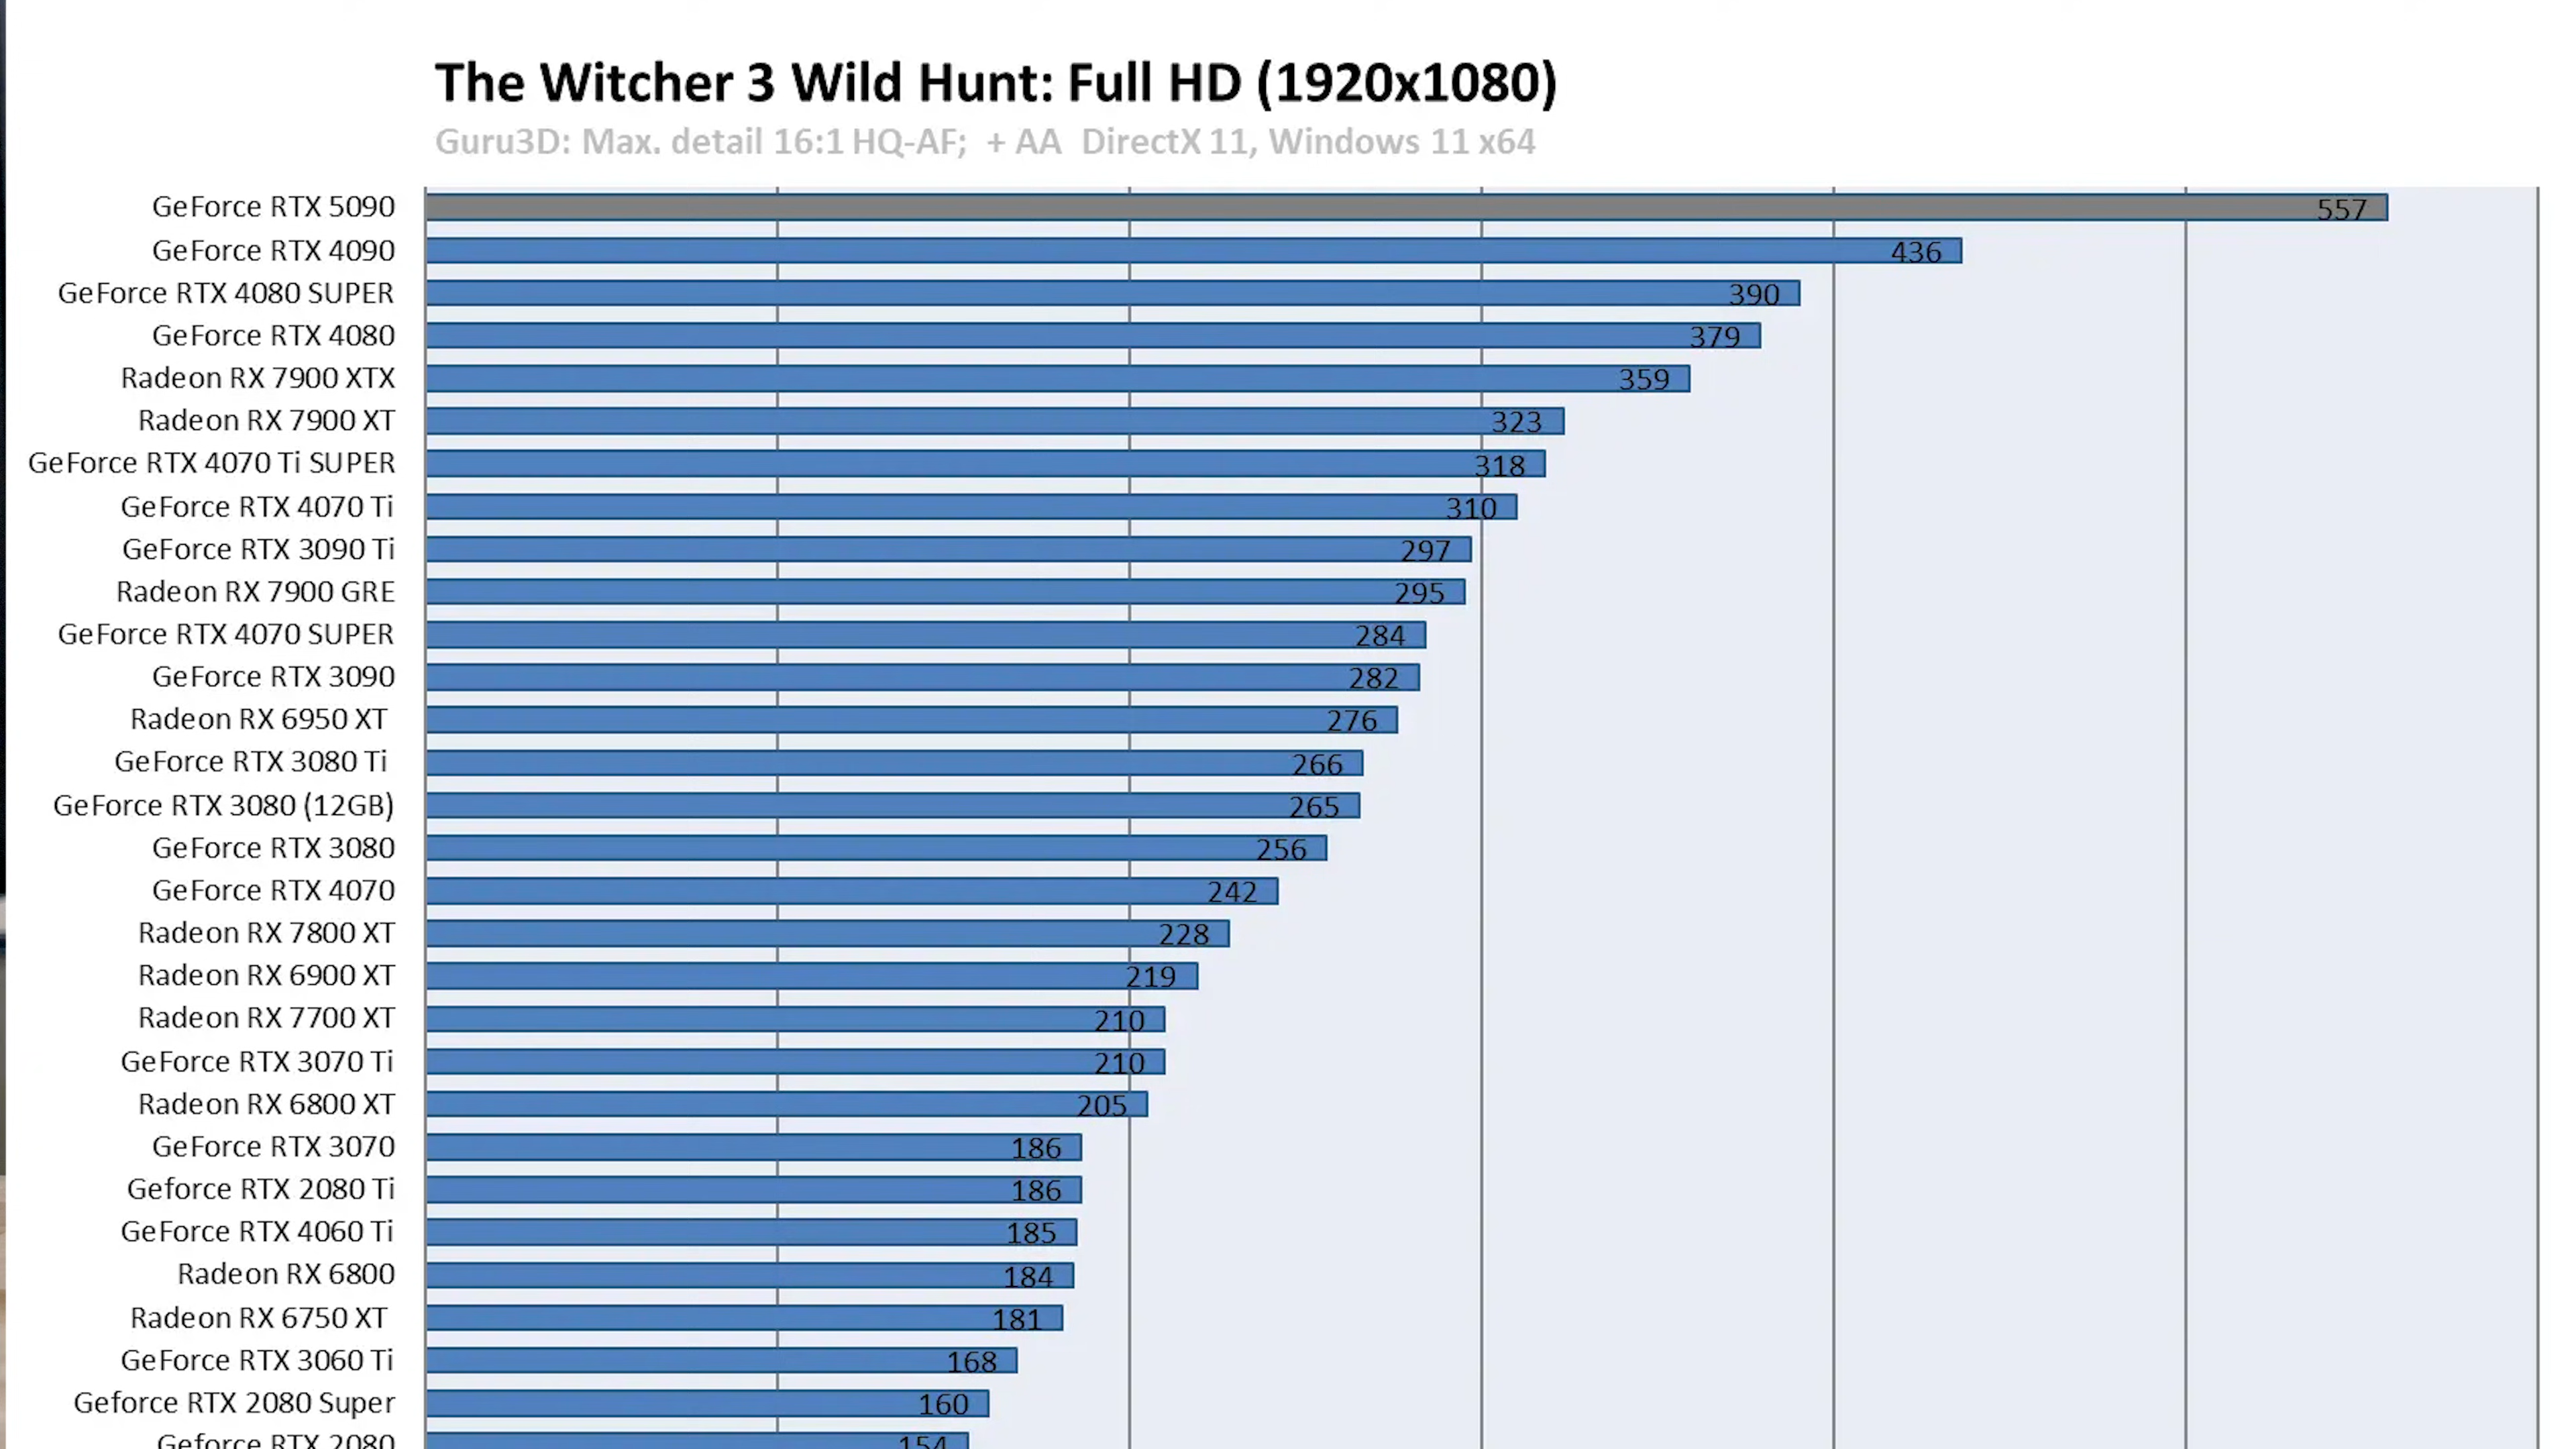 The Witcher 3 Wild Hunt: Full HD (1920x1080)
Guru3D: Max. detail 16:1 HQ-AF; + AA DirectX 11, Windows 11 x64
GeForce RTX 5090 557
GeForce RTX 4090 436
GeForce RTX 4080 SUPER 390
GeForce RTX 4080 379
Radeon RX 7900 XTX 359
Radeon RX 7900 XT 323
GeForce RTX 4070 Ti SUPER 318
GeForce RTX 4070 Ti 310
GeForce RTX 3090 Ti 297
Radeon RX 7900 GRE 295
GeForce RTX 4070 SUPER 284
GeForce RTX 3090 282
Radeon RX 6950 XT 276
GeForce RTX 3080 Ti 266
GeForce RTX 3080 (12GB) 265
GeForce RTX 3080 256
GeForce RTX 4070 242
Radeon RX 7800 XT 228
Radeon RX 6900 XT 219
Radeon RX 7700 XT 210
GeForce RTX 3070 Ti 210
Radeon RX 6800 XT 205
GeForce RTX 3070 186
Geforce RTX 2080 Ti 186
GeForce RTX 4060 Ti 185
Radeon RX 6800 184
Radeon RX 6750 XT 181
GeForce RTX 3060 Ti 168
Geforce RTX 2080 Super 160
Geforce RTX 2080 154